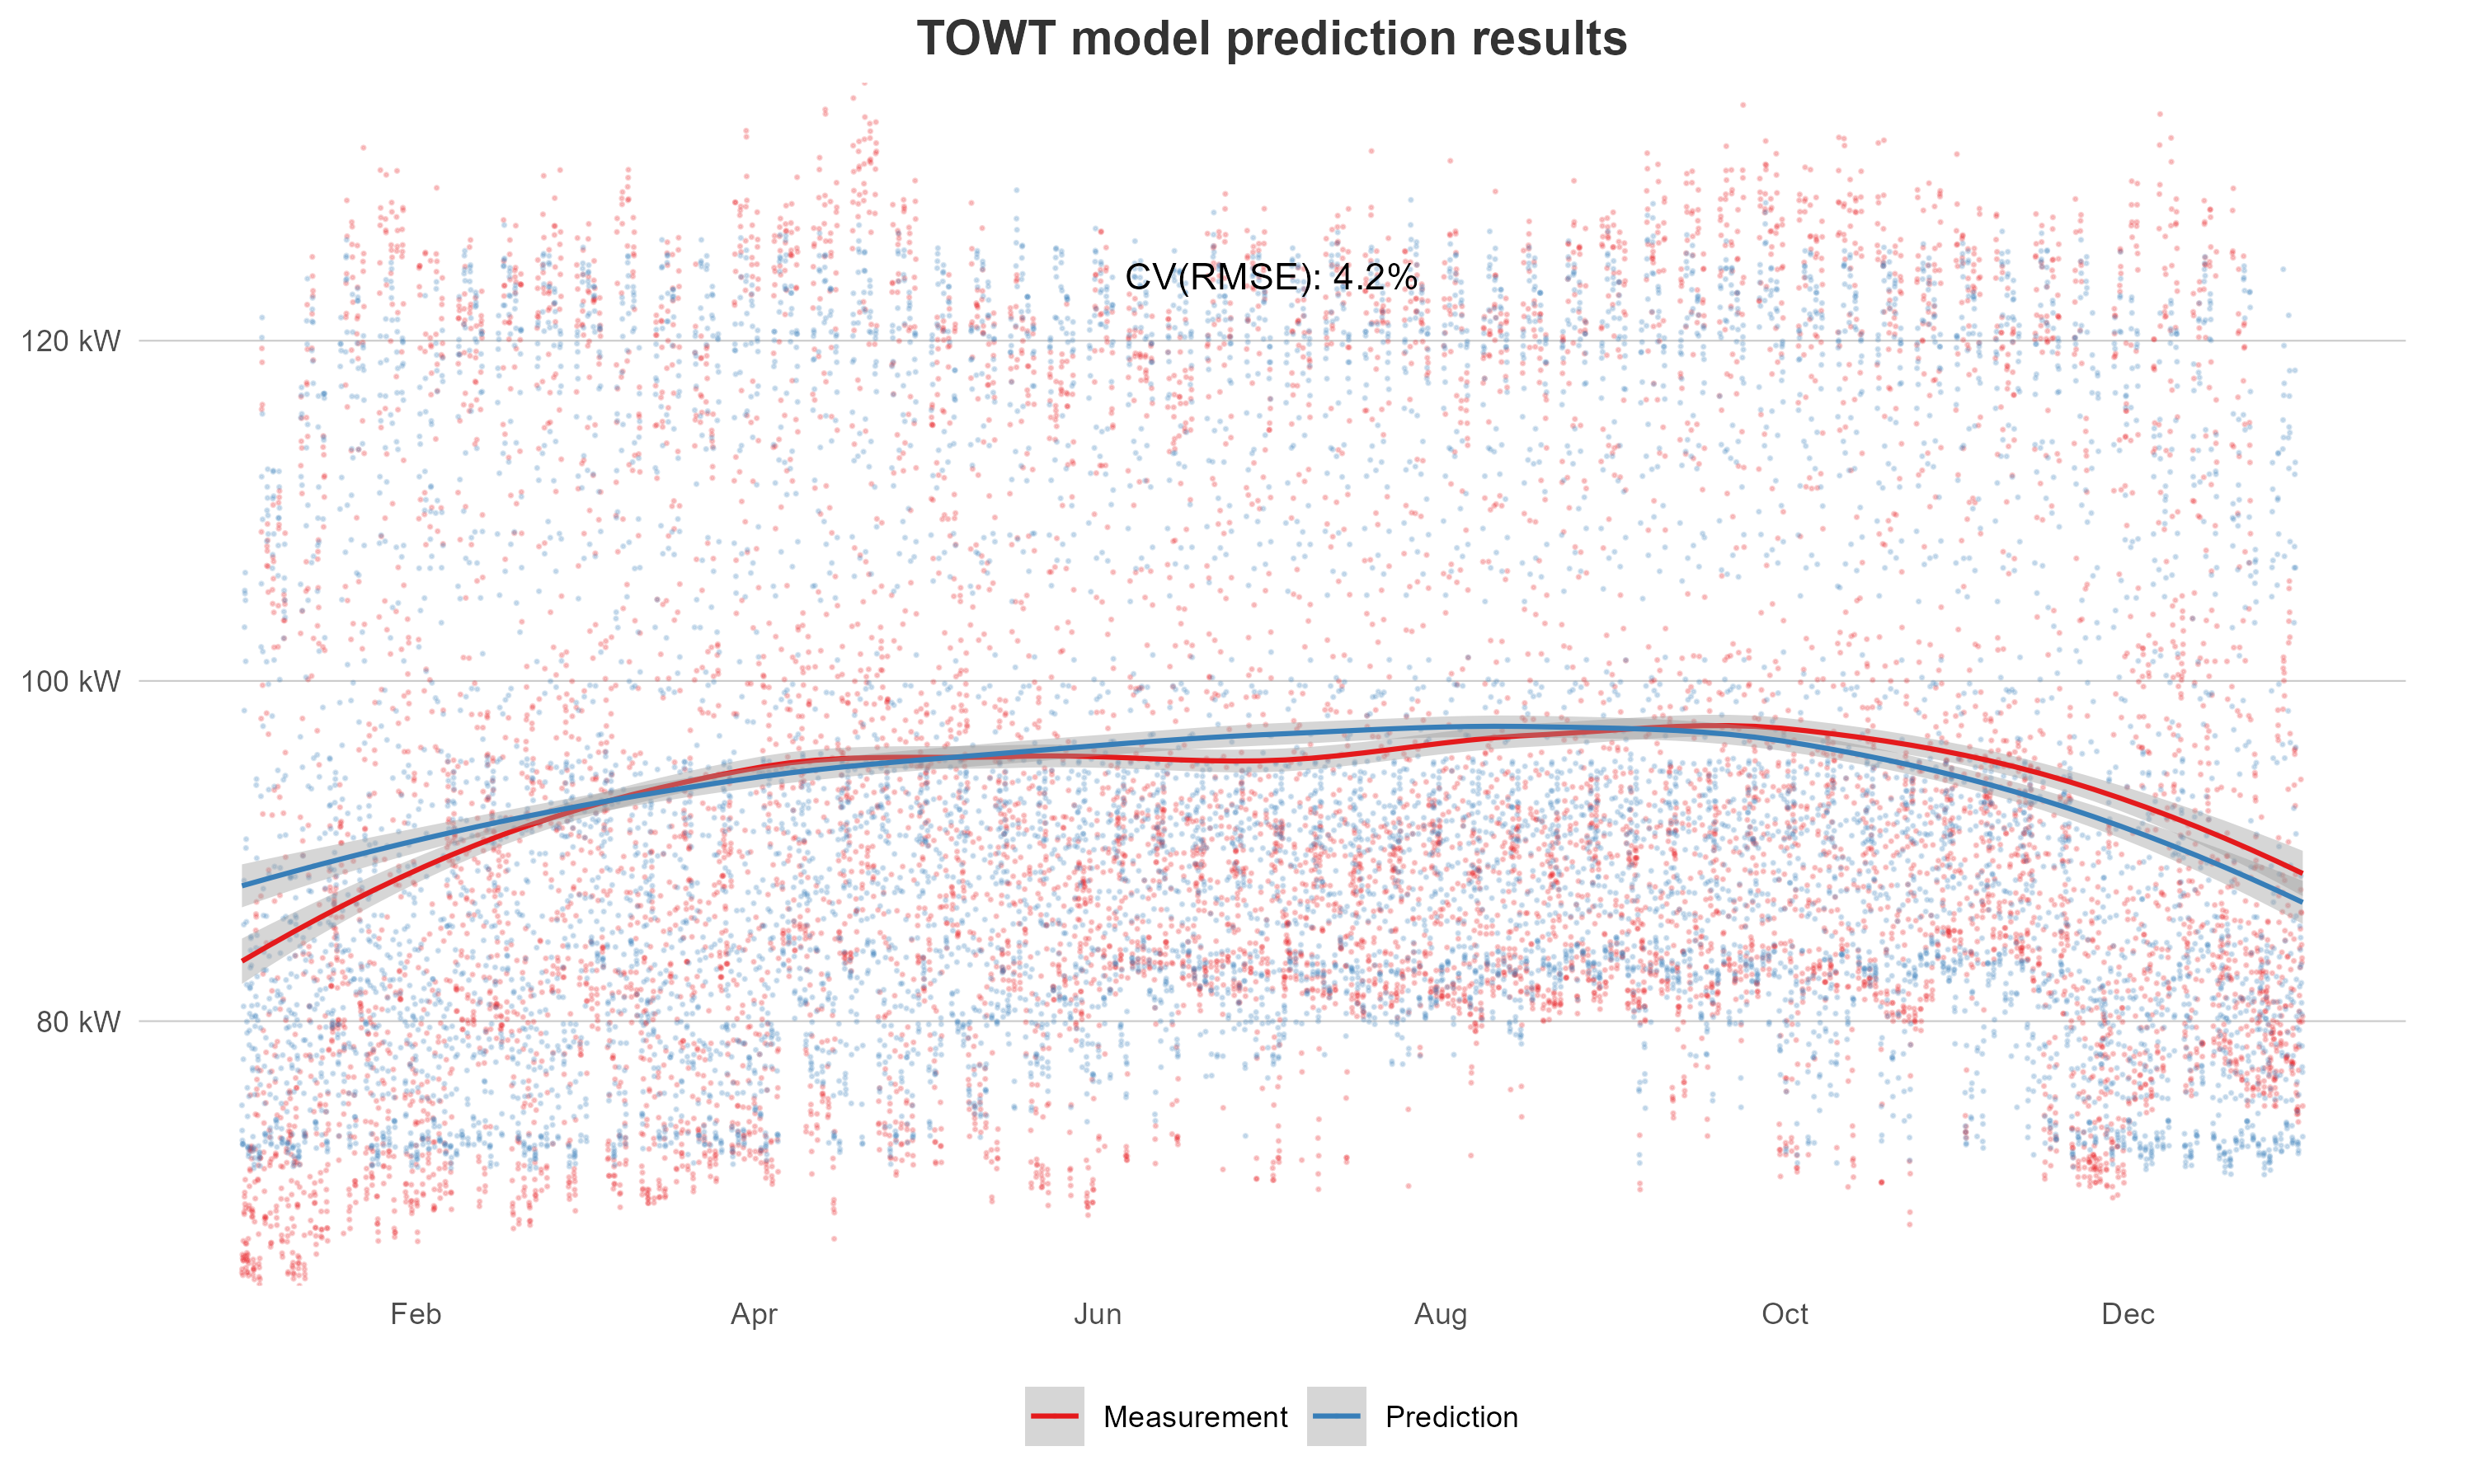 TOWT model prediction results
CV(RMSE): 4.2%
120 kW
100 kW
80 kW
Feb Apr Jun Aug Oct Dec
Measurement Prediction